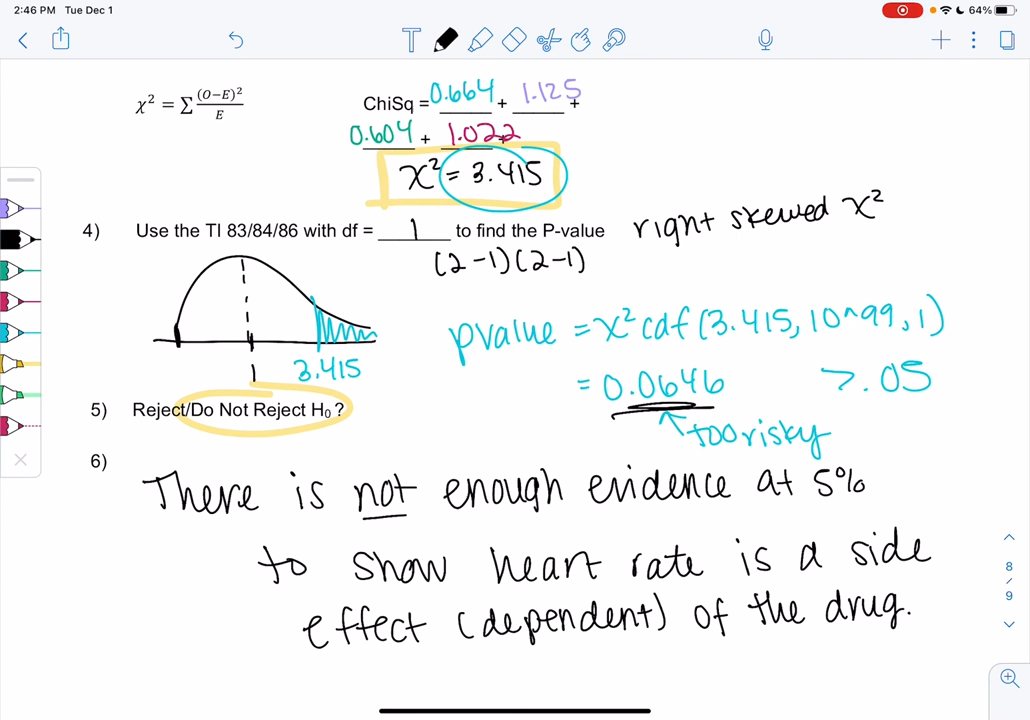 2:46 PM Tue Dec 1
64%
T
χ² = Σ (O−E)² / E
ChiSq = 0.664 + 1.125 +
0.604 + 1.022
x² = 3.415
4) Use the TI 83/84/86 with df = 1 to find the P-value
right skewed x²
(2-1)(2-1)
pvalue = x²cdf(3.415, 10^99, 1)
3.415
1
= 0.0646 >.05
5) Reject/Do Not Reject H₀ ?
too risky
6)
There is not enough evidence at 5%
to show heart rate is a side
effect (dependent) of the drug.
8
/
9